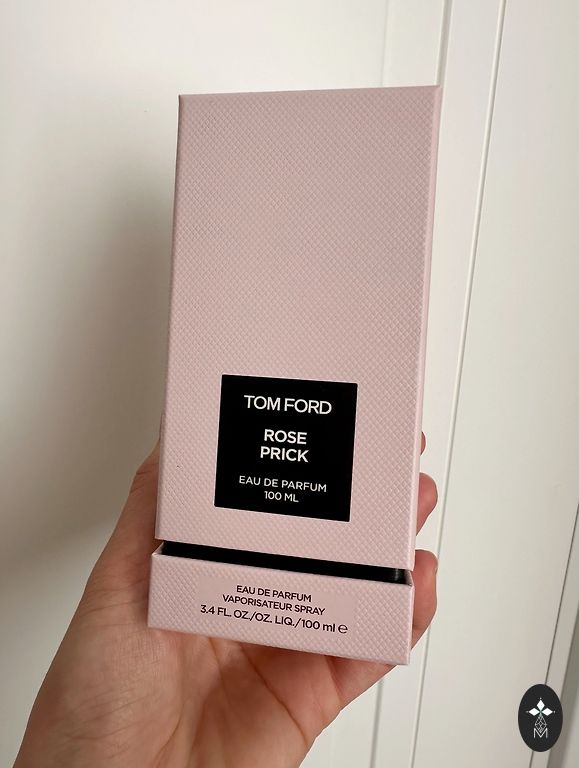 TOM FORD
ROSE
PRICK
EAU DE PARFUM
100 ML
EAU DE PARFUM
VAPORISATEUR SPRAY
3.4 FL. OZ./OZ. LIQ./100 ml ℮
M